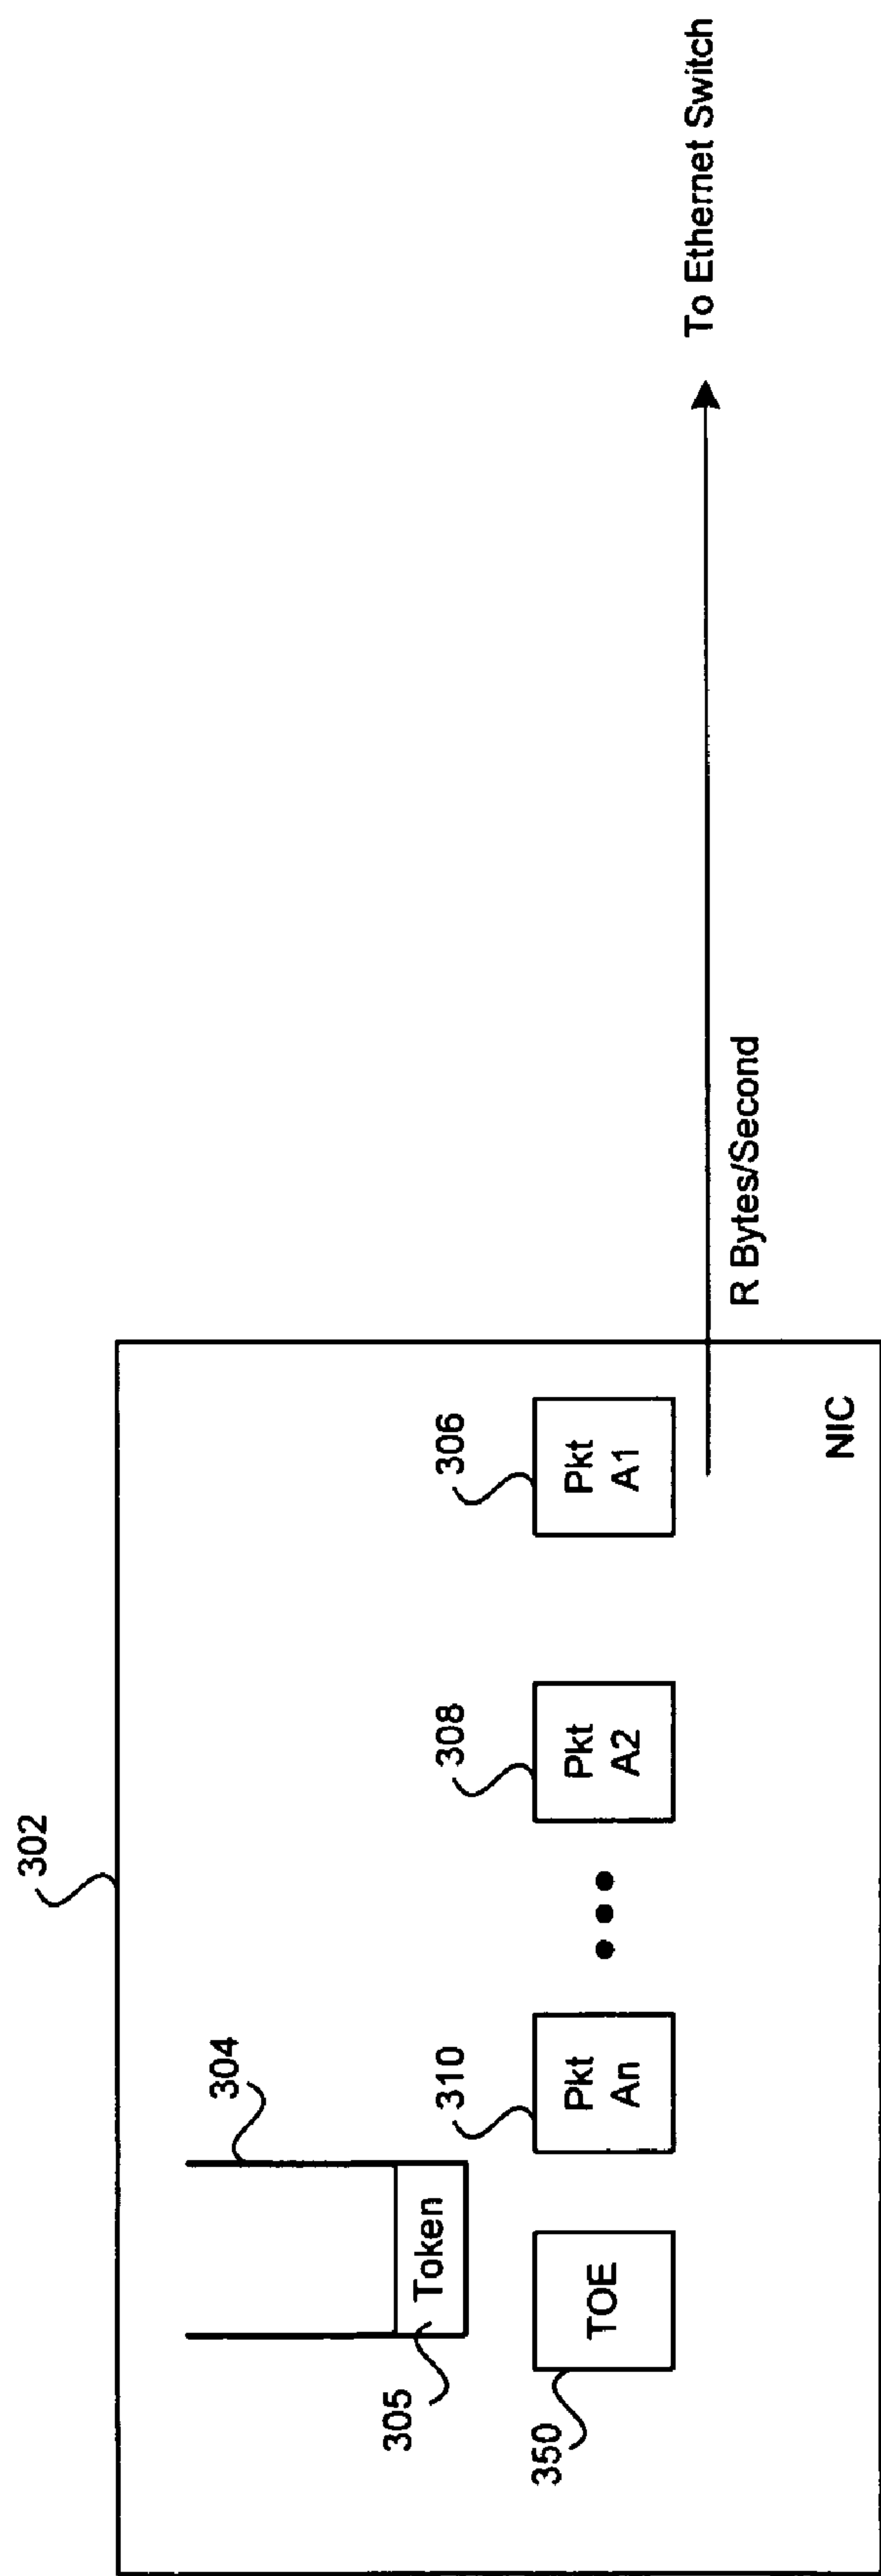 302
304
305
Token
350
TOE
310
Pkt
An
308
Pkt
A2
306
Pkt
A1
NIC
R Bytes/Second
To Ethernet Switch